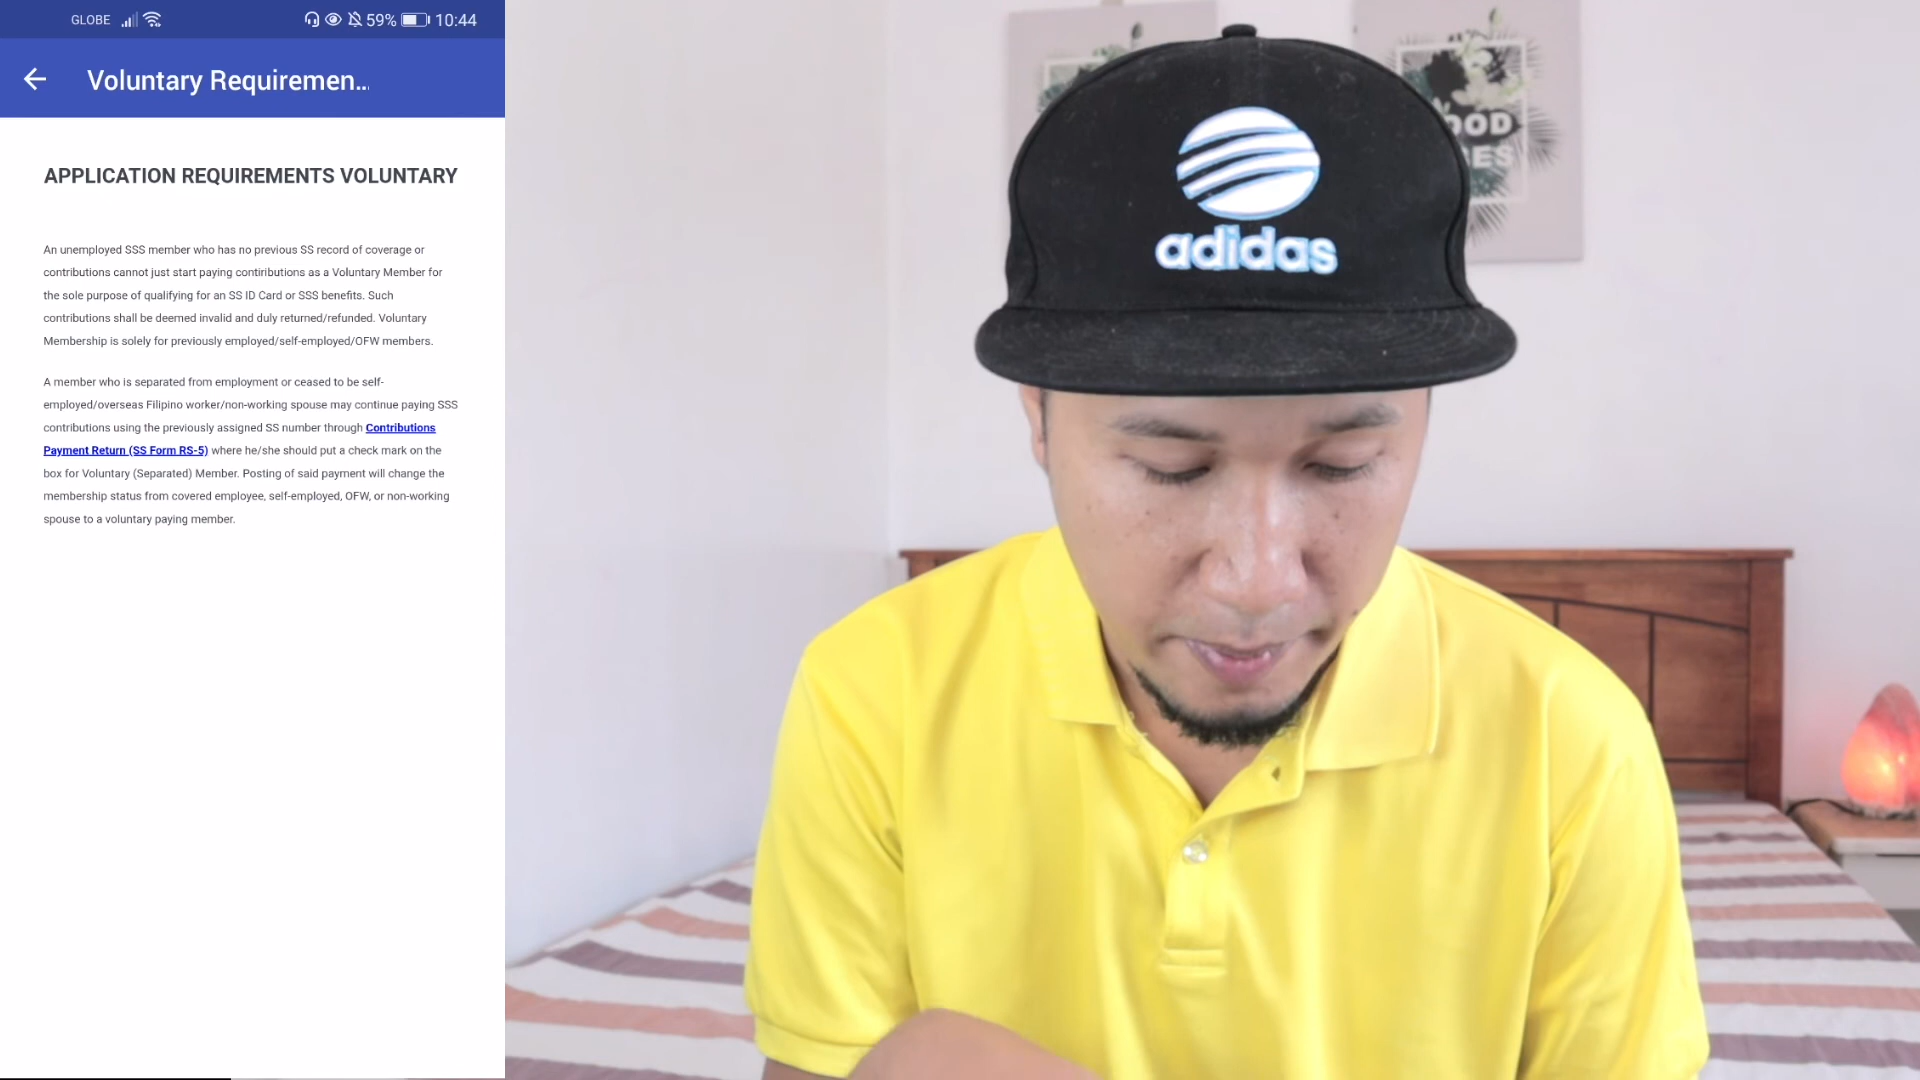 GLOBE
59% 10:44
Voluntary Requiremen...
APPLICATION REQUIREMENTS VOLUNTARY
An unemployed SSS member who has no previous SS record of coverage or
contributions cannot just start paying contiributions as a Voluntary Member for
the sole purpose of qualifying for an SS ID Card or SSS benefits. Such
contributions shall be deemed invalid and duly returned/refunded. Voluntary
Membership is solely for previously employed/self-employed/OFW members.
A member who is separated from employment or ceased to be self-
employed/overseas Filipino worker/non-working spouse may continue paying SSS
contributions using the previously assigned SS number through Contributions
Payment Return (SS Form RS-5) where he/she should put a check mark on the
box for Voluntary (Separated) Member. Posting of said payment will change the
membership status from covered employee, self-employed, OFW, or non-working
spouse to a voluntary paying member.
adidas